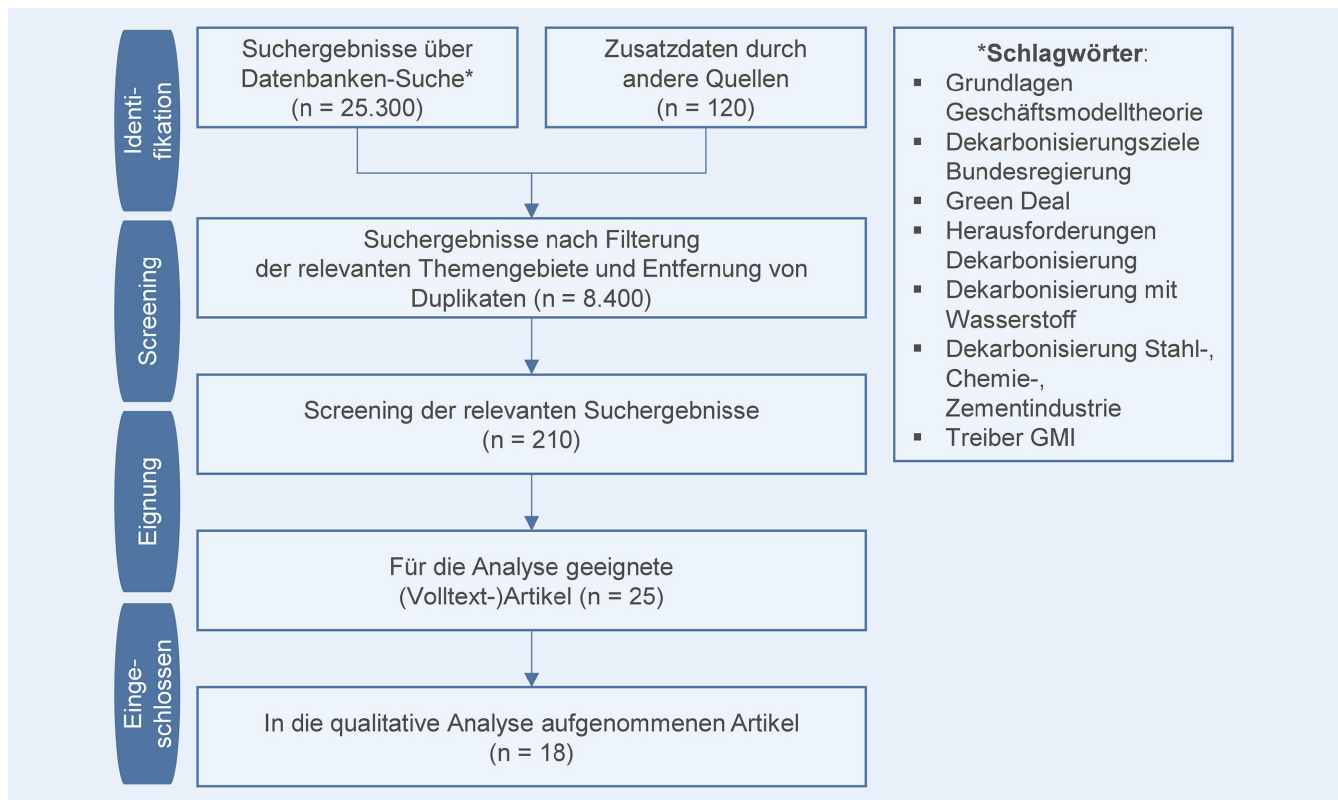 Identi-
fikation
Suchergebnisse über
Datenbanken-Suche*
(n = 25.300)
Zusatzdaten durch
andere Quellen
(n = 120)
Screening
Suchergebnisse nach Filterung
der relevanten Themengebiete und Entfernung von
Duplikaten (n = 8.400)
Screening der relevanten Suchergebnisse
(n = 210)
Eignung
Für die Analyse geeignete
(Volltext-)Artikel (n = 25)
Einge-
schlossen
In die qualitative Analyse aufgenommenen Artikel
(n = 18)
*Schlagwörter:
▪ Grundlagen
Geschäftsmodelltheorie
▪ Dekarbonisierungsziele
Bundesregierung
▪ Green Deal
▪ Herausforderungen
Dekarbonisierung
▪ Dekarbonisierung mit
Wasserstoff
▪ Dekarbonisierung Stahl-,
Chemie-,
Zementindustrie
▪ Treiber GMI